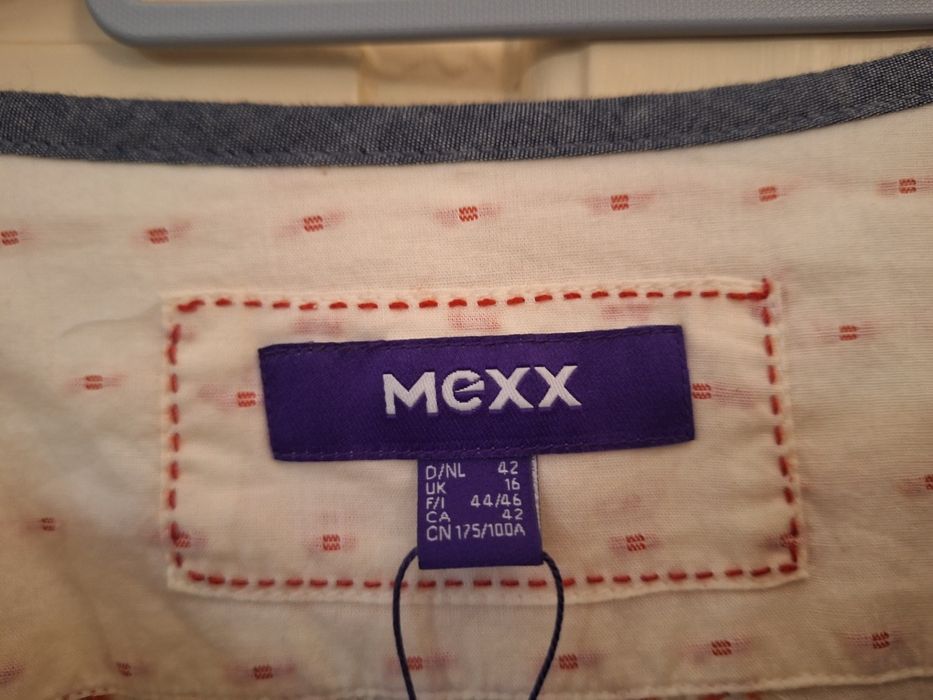 Mexx
D/NL 42
UK 16
F/I 44/46
CA 42
CN 175/100A